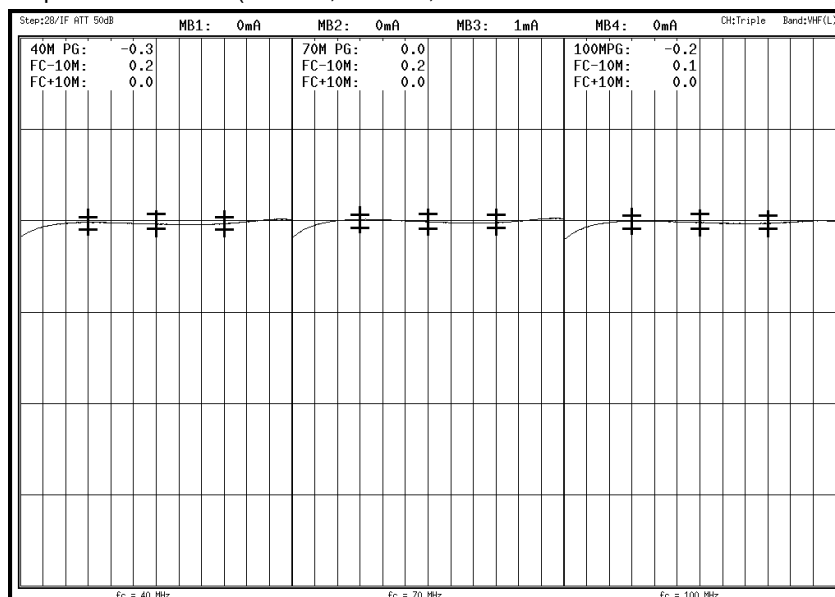 Step;28/IF ATT 50dB MB1: 0mA MB2: 0mA MB3: 1mA MB4: 0mA CH;Triple Band;VHF(L)
40M PG: -0.3 70M PG: 0.0 100MPG: -0.2
FC-10M: 0.2 FC-10M: 0.2 FC-10M: 0.1
FC+10M: 0.0 FC+10M: 0.0 FC+10M: 0.0
fc = 40 MHz fc = 70 MHz fc = 100 MHz